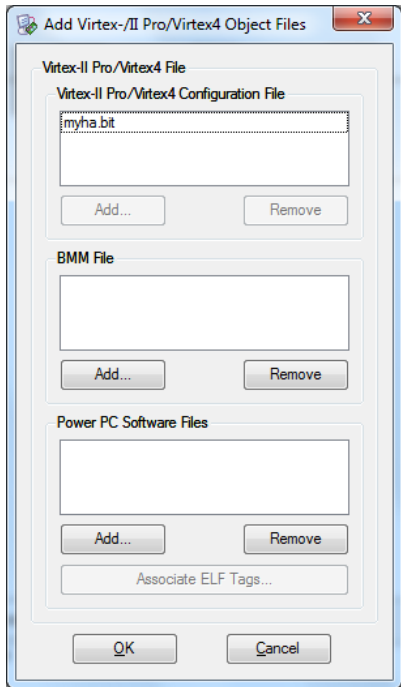 Add Virtex-/II Pro/Virtex4 Object Files
Virtex-II Pro/Virtex4 File
Virtex-II Pro/Virtex4 Configuration File
myha.bit
Add... Remove
BMM File
Add... Remove
Power PC Software Files
Add... Remove
Associate ELF Tags...
OK Cancel